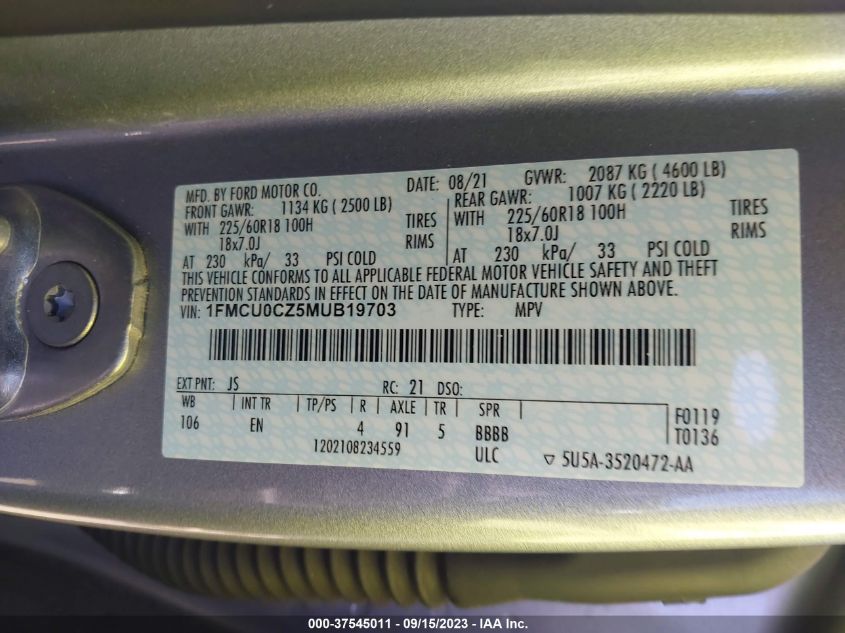 MFD. BY FORD MOTOR CO. DATE: 08/21 GVWR: 2087 KG ( 4600 LB)
FRONT GAWR: 1134 KG ( 2500 LB) REAR GAWR: 1007 KG ( 2220 LB)
WITH 225/60R18 100H TIRES WITH 225/60R18 100H TIRES
18x7.0J RIMS 18x7.0J RIMS
AT 230 kPa/ 33 PSI COLD AT 230 kPa/ 33 PSI COLD
THIS VEHICLE CONFORMS TO ALL APPLICABLE FEDERAL MOTOR VEHICLE SAFETY AND THEFT
PREVENTION STANDARDS IN EFFECT ON THE DATE OF MANUFACTURE SHOWN ABOVE.
VIN: 1FMCU0CZ5MUB19703 TYPE: MPV
EXT PNT: JS RC: 21 DSO:
WB INT TR TP/PS R AXLE TR SPR F0119
106 EN 4 91 5 BBBB T0136
1202108234559 ULC ▽ 5U5A-3520472-AA
000-37545011 - 09/15/2023 - IAA Inc.